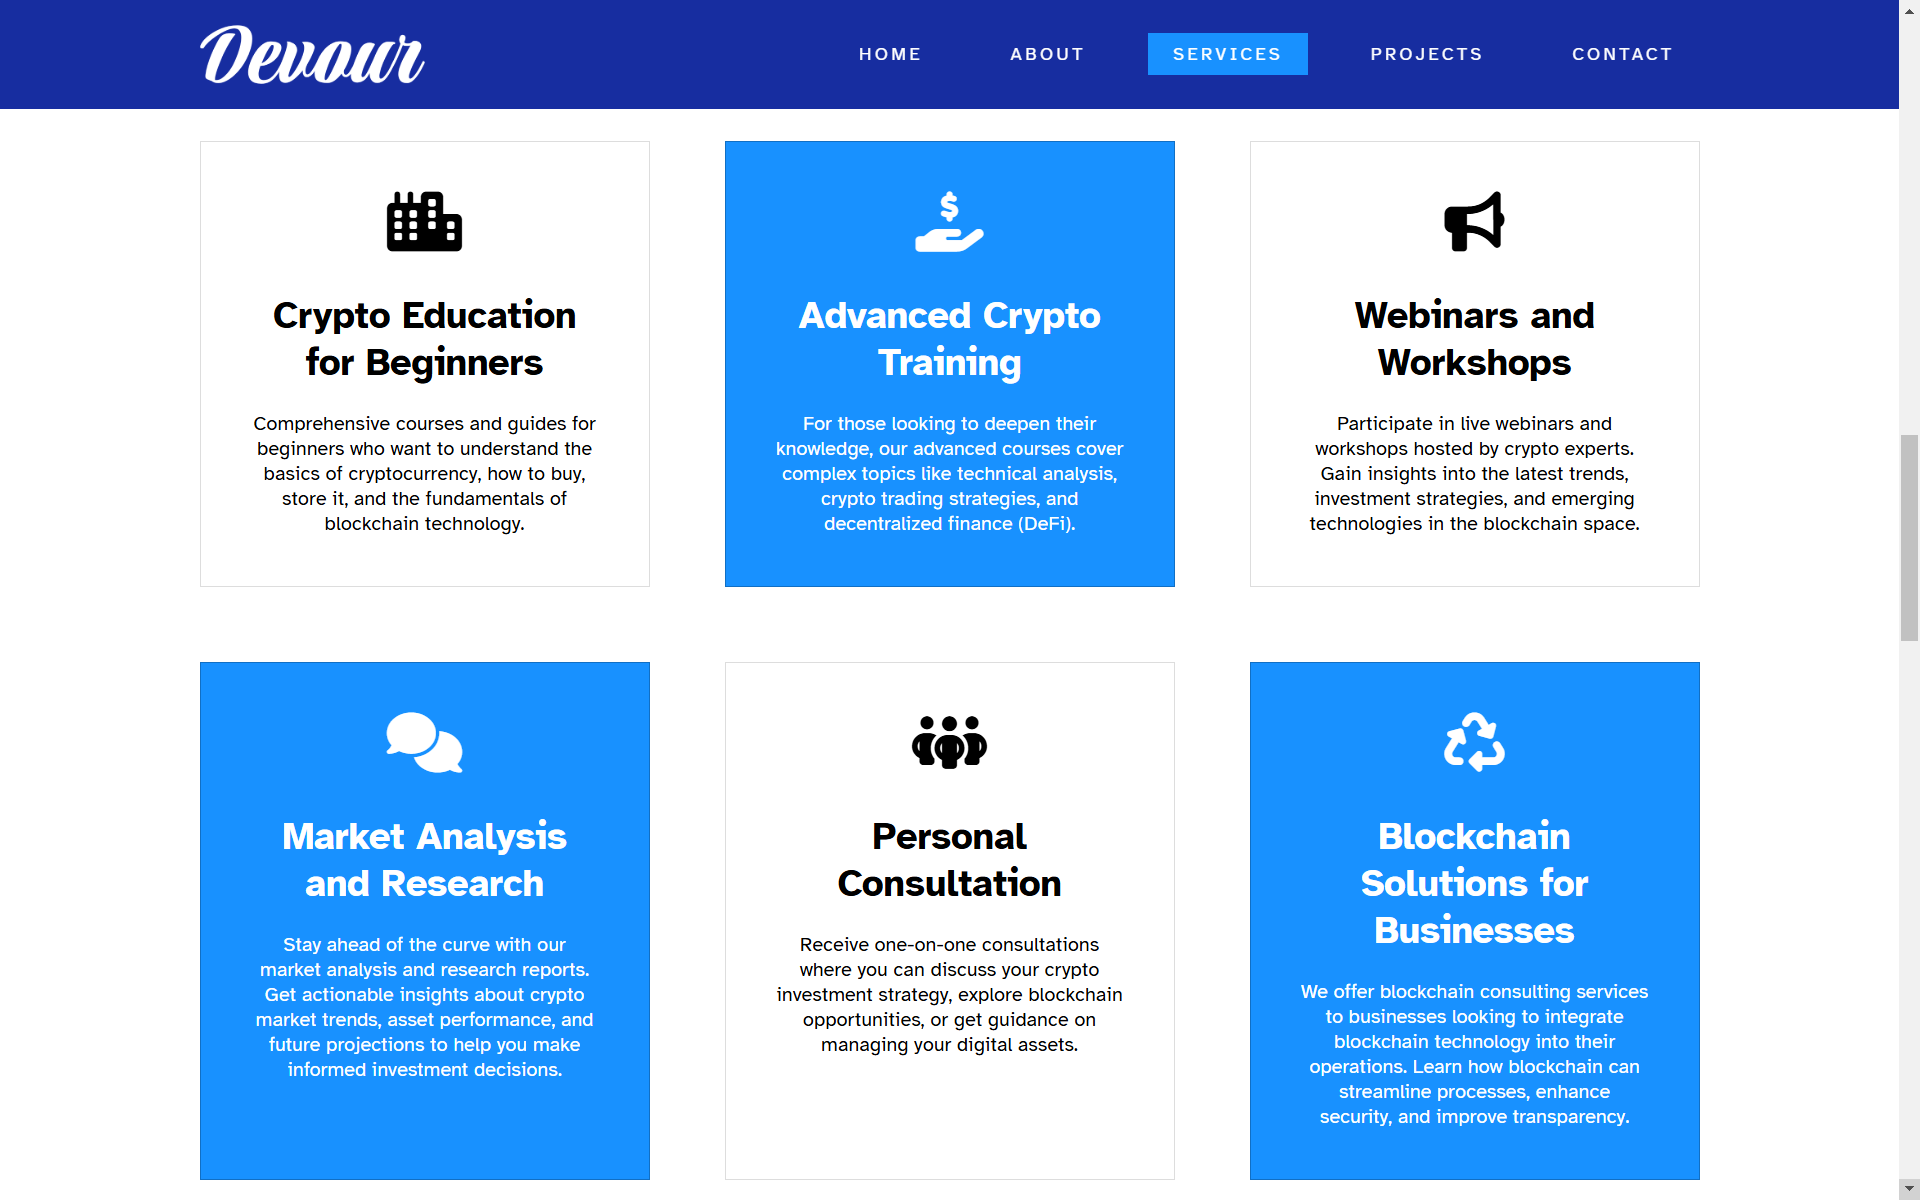 Devour
HOME
ABOUT
SERVICES
PROJECTS
CONTACT
Crypto Education
for Beginners
Comprehensive courses and guides for
beginners who want to understand the
basics of cryptocurrency, how to buy,
store it, and the fundamentals of
blockchain technology.
$
Advanced Crypto
Training
For those looking to deepen their
knowledge, our advanced courses cover
complex topics like technical analysis,
crypto trading strategies, and
decentralized finance (DeFi).
Webinars and
Workshops
Participate in live webinars and
workshops hosted by crypto experts.
Gain insights into the latest trends,
investment strategies, and emerging
technologies in the blockchain space.
Market Analysis
and Research
Stay ahead of the curve with our
market analysis and research reports.
Get actionable insights about crypto
market trends, asset performance, and
future projections to help you make
informed investment decisions.
Personal
Consultation
Receive one-on-one consultations
where you can discuss your crypto
investment strategy, explore blockchain
opportunities, or get guidance on
managing your digital assets.
Blockchain
Solutions for
Businesses
We offer blockchain consulting services
to businesses looking to integrate
blockchain technology into their
operations. Learn how blockchain can
streamline processes, enhance
security, and improve transparency.